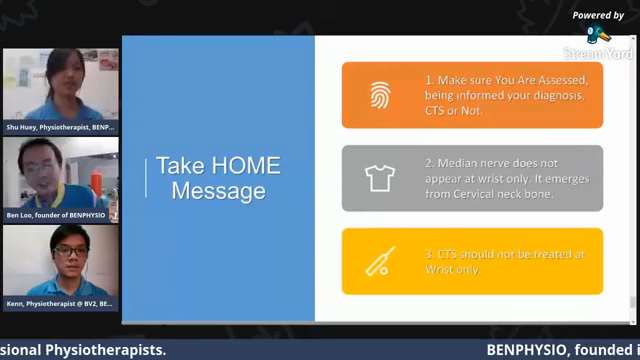 Powered by
StreamYard
Shu Huey, Physiotherapist, BENP...
Ben Loo, founder of BENPHYSIO
Kenn, Physiotherapist @ BV2, BE...
Take HOME
Message
1. Make sure You Are Assessed,
being informed your diagnosis,
CTS or Not.
2. Median nerve does not
appear at wrist only. It emerges
from Cervical neck bone.
3. CTS should not be treated at
Wrist only.
sional Physiotherapists.
BENPHYSIO, founded i